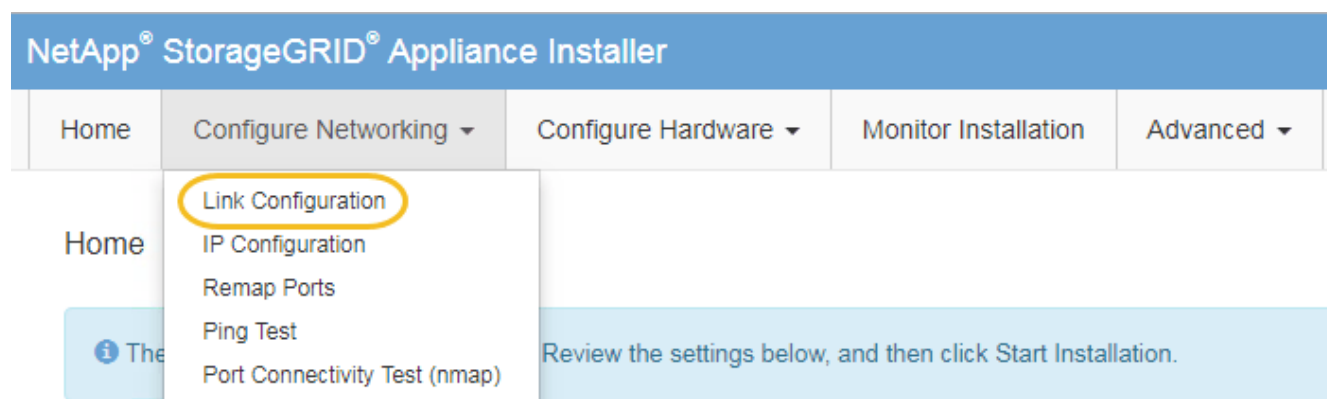 NetApp® StorageGRID® Appliance Installer
Home Configure Networking Configure Hardware Monitor Installation Advanced
Link Configuration
Home
IP Configuration
Remap Ports
Ping Test
The Review the settings below, and then click Start Installation.
Port Connectivity Test (nmap)